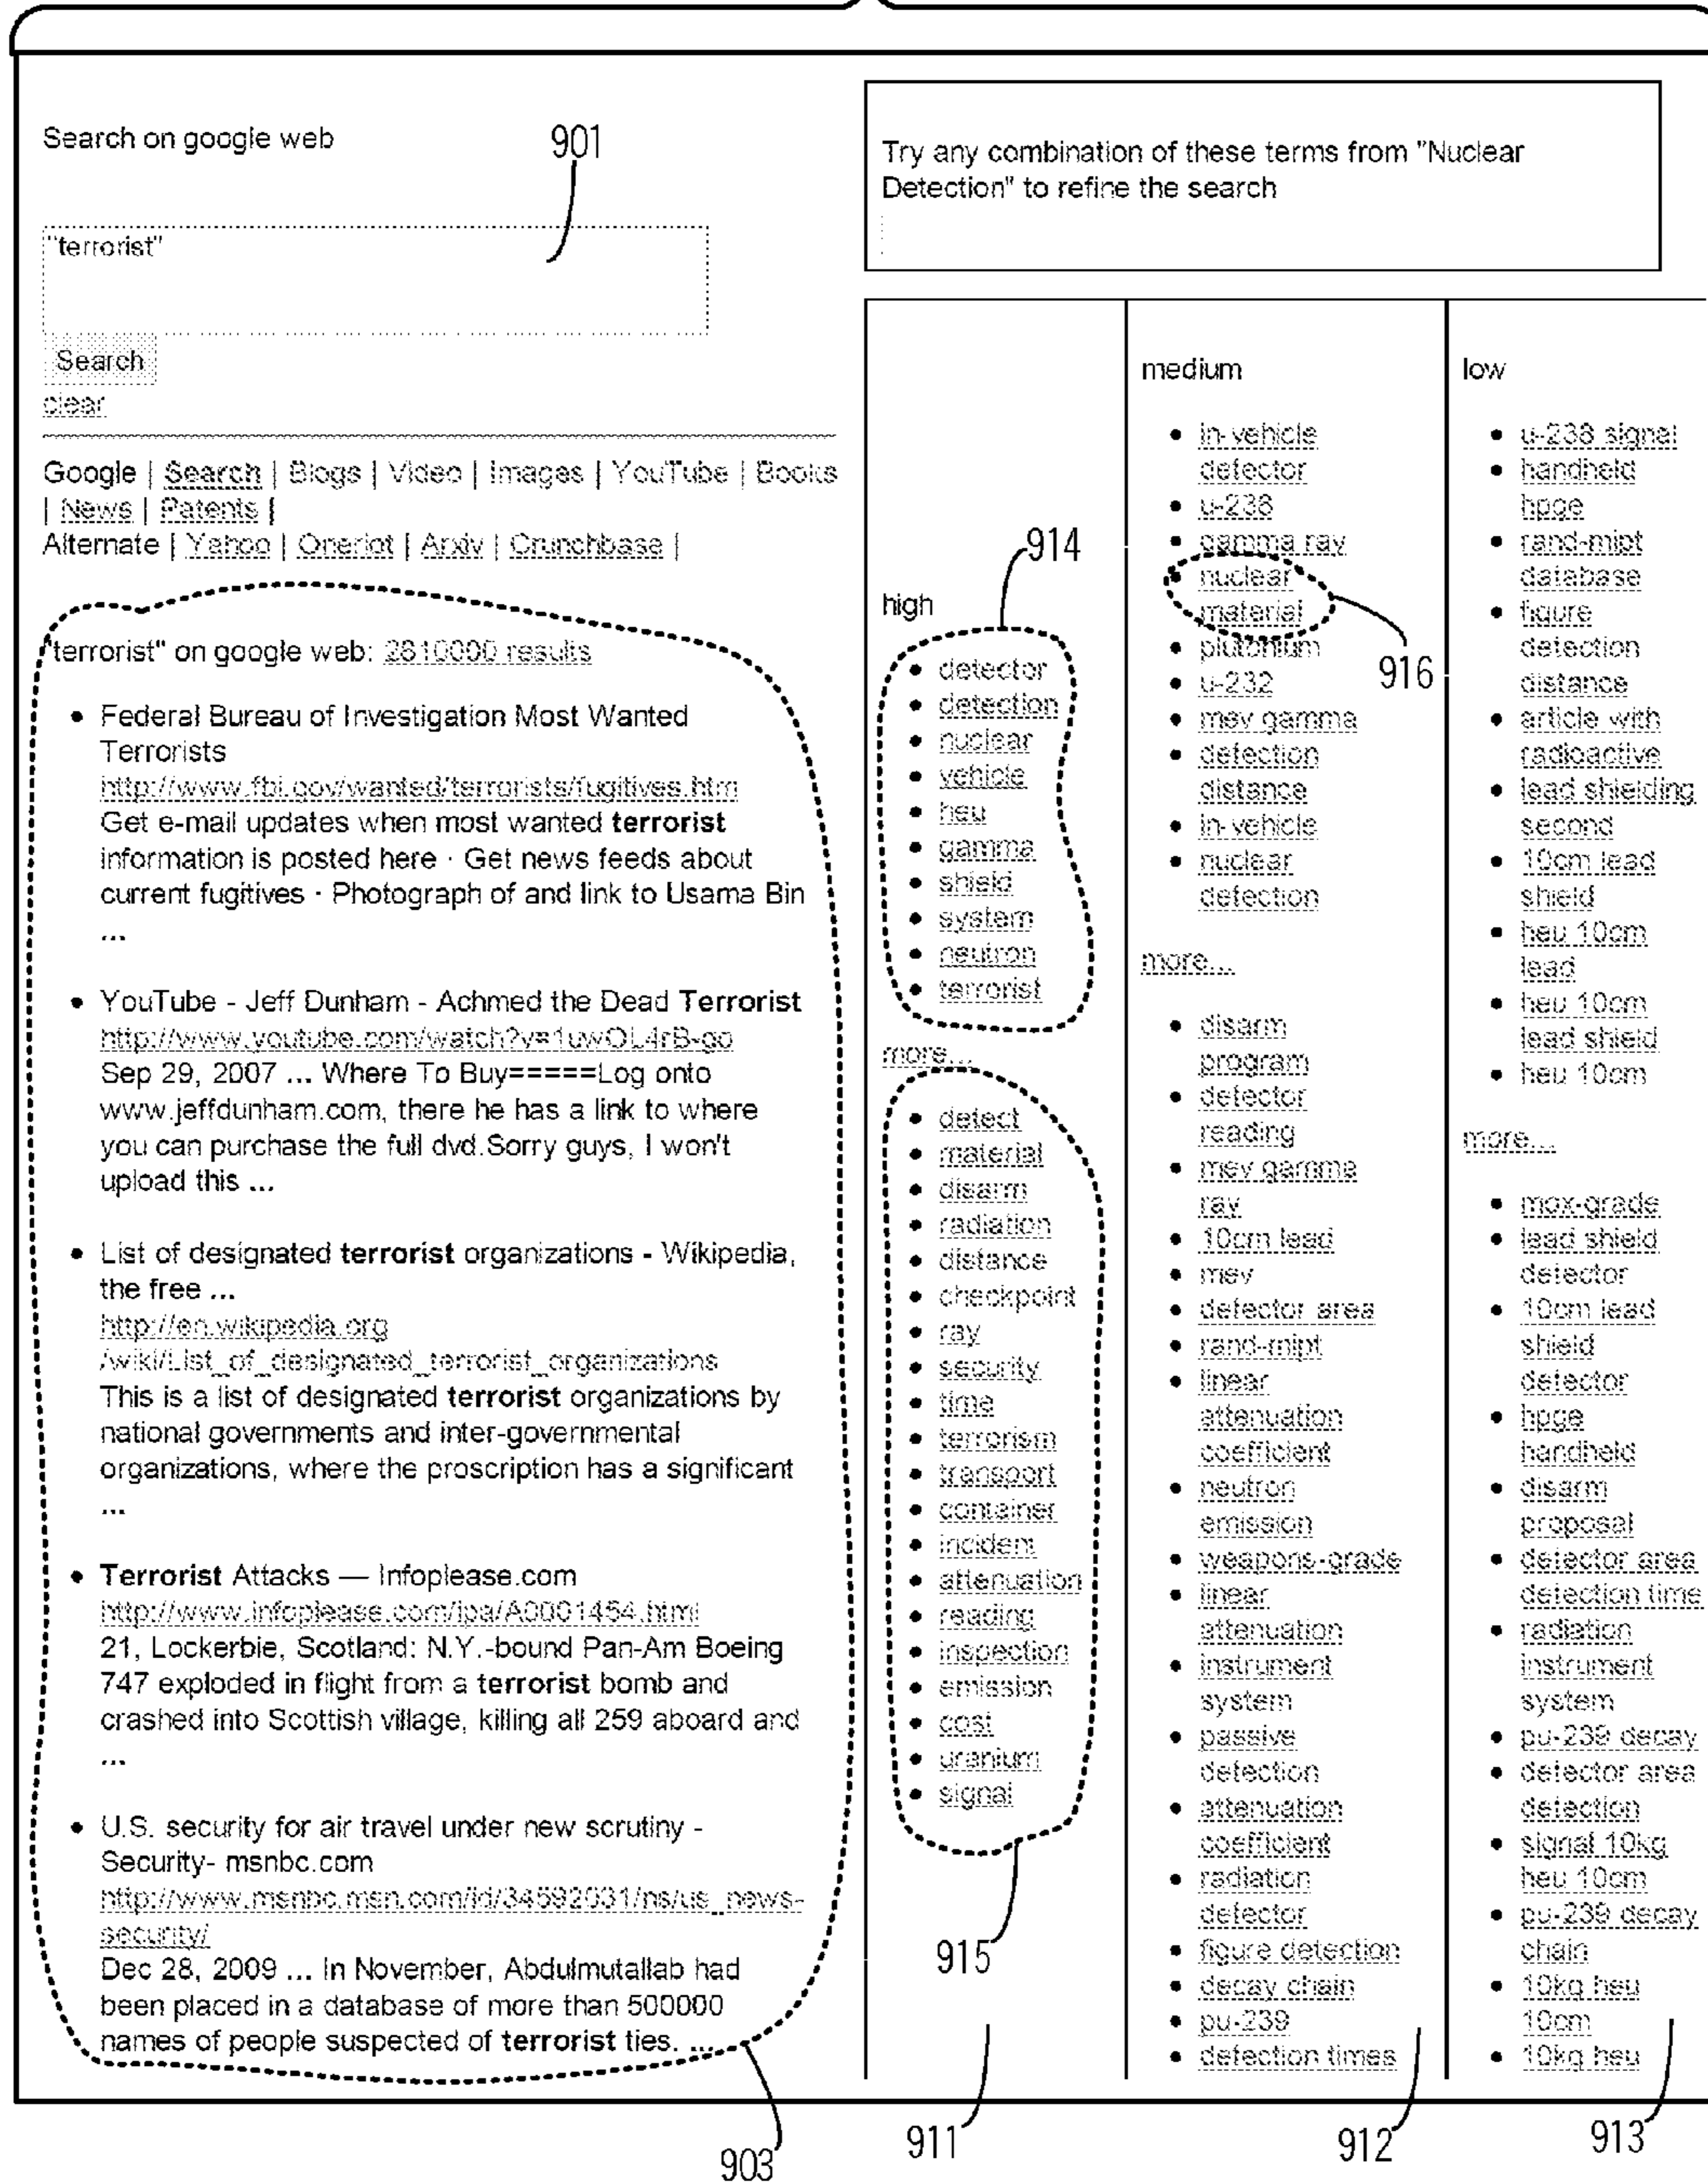 Search on google web
901
"terrorist"
Search
clear
Google | Search | Blogs | Video | Images | YouTube | Books
| News | Patents |
Alternate | Yahoo | Oneriot | Arxiv | Crunchbase |
"terrorist" on google web: 2810000 results
• Federal Bureau of Investigation Most Wanted
Terrorists
http://www.fbi.gov/wanted/terrorists/fugitives.htm
Get e-mail updates when most wanted terrorist
information is posted here · Get news feeds about
current fugitives · Photograph of and link to Usama Bin
...
• YouTube - Jeff Dunham - Achmed the Dead Terrorist
http://www.youtube.com/watch?v=1uwOL4rB-go
Sep 29, 2007 ... Where To Buy=====Log onto
www.jeffdunham.com, there he has a link to where
you can purchase the full dvd.Sorry guys, I won't
upload this ...
• List of designated terrorist organizations - Wikipedia,
the free ...
http://en.wikipedia.org
/wiki/List_of_designated_terrorist_organizations
This is a list of designated terrorist organizations by
national governments and inter-governmental
organizations, where the proscription has a significant
...
• Terrorist Attacks — Infoplease.com
http://www.infoplease.com/ipa/A0001454.html
21, Lockerbie, Scotland: N.Y.-bound Pan-Am Boeing
747 exploded in flight from a terrorist bomb and
crashed into Scottish village, killing all 259 aboard and
...
• U.S. security for air travel under new scrutiny -
Security- msnbc.com
http://www.msnbc.msn.com/id/34592031/ns/us_news-
security/
Dec 28, 2009 ... In November, Abdulmutallab had
been placed in a database of more than 500000
names of people suspected of terrorist ties. ...
903
Try any combination of these terms from "Nuclear
Detection" to refine the search
914
high
• detector
• detection
• nuclear
• vehicle
• heu
• gamma
• shield
• system
• neutron
• terrorist
more...
• detect
• material
• disarm
• radiation
• distance
• checkpoint
• ray
• security
• time
• terrorism
• transport
• container
• incident
• attenuation
• reading
• inspection
• emission
• cost
• uranium
• signal
915
911
medium
• in-vehicle
detector
• u-238
• gamma ray
• nuclear
material
• plutonium
• u-232
• mev gamma
• detection
distance
• in-vehicle
• nuclear
detection
916
more...
• disarm
program
• detector
reading
• mev gamma
ray
• 10cm lead
• mev
• detector area
• rand-mipt
• linear
attenuation
coefficient
• neutron
emission
• weapons-grade
• linear
attenuation
• instrument
system
• passive
detection
• attenuation
coefficient
• radiation
detector
• figure detection
• decay chain
• pu-239
• detection times
912
low
• u-238 signal
• handheld
hpge
• rand-mipt
database
• figure
detection
distance
• article with
radioactive
• lead shielding
second
• 10cm lead
shield
• heu 10cm
lead
• heu 10cm
lead shield
• heu 10cm
more...
• mox-grade
• lead shield
detector
• 10cm lead
shield
detector
• hpge
handheld
• disarm
proposal
• detector area
detection time
• radiation
instrument
system
• pu-239 decay
• detector area
detection
• signal 10kg
heu 10cm
• pu-239 decay
chain
• 10kg heu
10cm
• 10kg heu
913